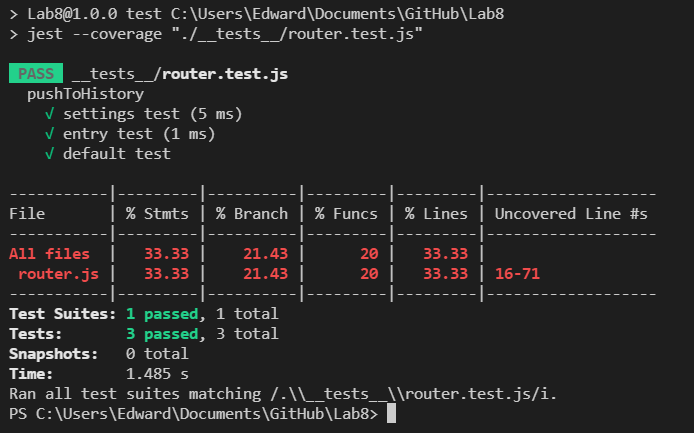 > Lab8@1.0.0 test C:\Users\Edward\Documents\GitHub\Lab8
> jest --coverage "./__tests__/router.test.js"
PASS __tests__/router.test.js
pushToHistory
√ settings test (5 ms)
√ entry test (1 ms)
√ default test
-----------|---------|----------|---------|---------|-------------------
File       | % Stmts | % Branch | % Funcs | % Lines | Uncovered Line #s
-----------|---------|----------|---------|---------|-------------------
All files  |   33.33 |    21.43 |      20 |   33.33 |
 router.js |   33.33 |    21.43 |      20 |   33.33 | 16-71
-----------|---------|----------|---------|---------|-------------------
Test Suites: 1 passed, 1 total
Tests:       3 passed, 3 total
Snapshots:   0 total
Time:        1.485 s
Ran all test suites matching /.\\__tests__\\router.test.js/i.
PS C:\Users\Edward\Documents\GitHub\Lab8>